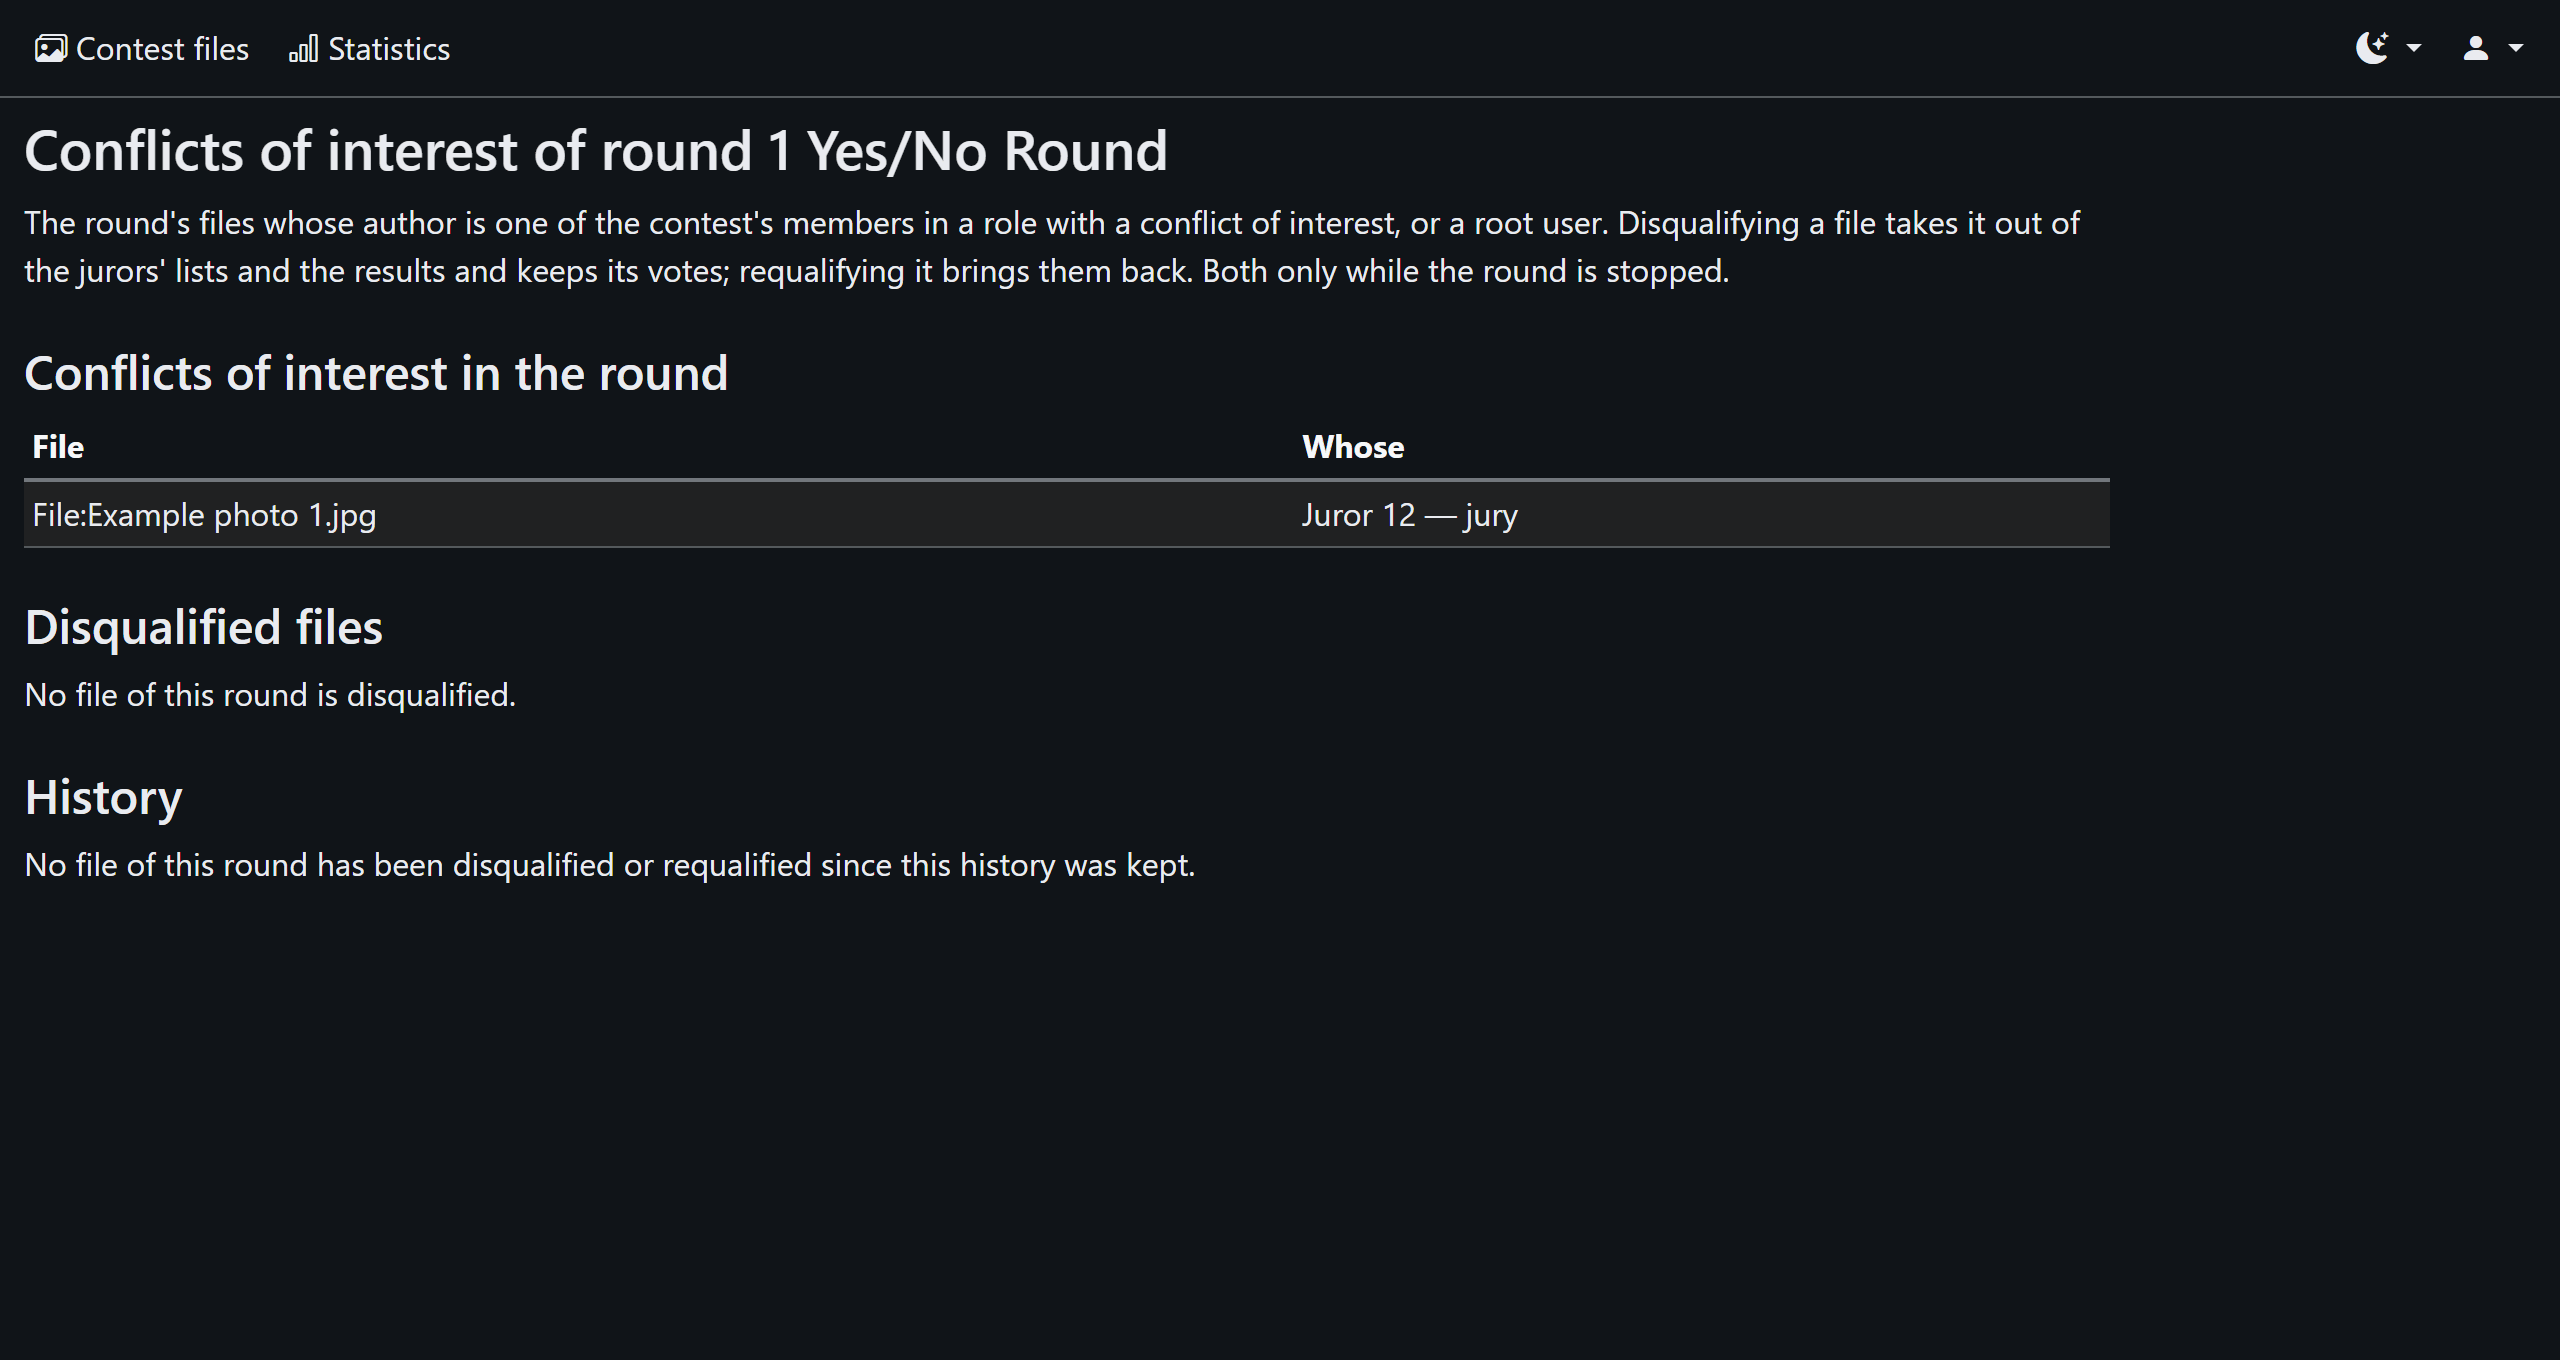 Contest files
Statistics
Conflicts of interest of round 1 Yes/No Round
The round's files whose author is one of the contest's members in a role with a conflict of interest, or a root user. Disqualifying a file takes it out of
the jurors' lists and the results and keeps its votes; requalifying it brings them back. Both only while the round is stopped.
Conflicts of interest in the round
File Whose
File:Example photo 1.jpg Juror 12 — jury
Disqualified files
No file of this round is disqualified.
History
No file of this round has been disqualified or requalified since this history was kept.